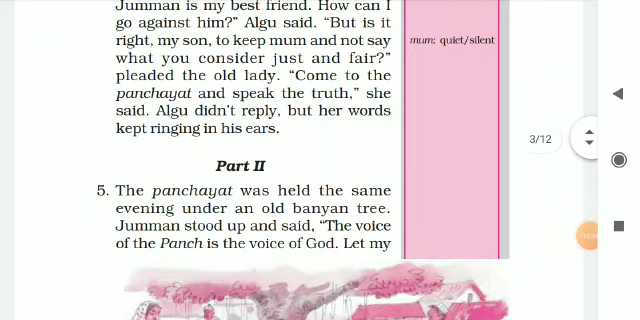 Jumman is my best friend. How can I
go against him?” Algu said. “But is it
right, my son, to keep mum and not say
what you consider just and fair?”
pleaded the old lady. “Come to the
panchayat and speak the truth,” she
said. Algu didn’t reply, but her words
kept ringing in his ears.
mum: quiet/silent
3/12
Part II
5. The panchayat was held the same
evening under an old banyan tree.
Jumman stood up and said, “The voice
of the Panch is the voice of God. Let my